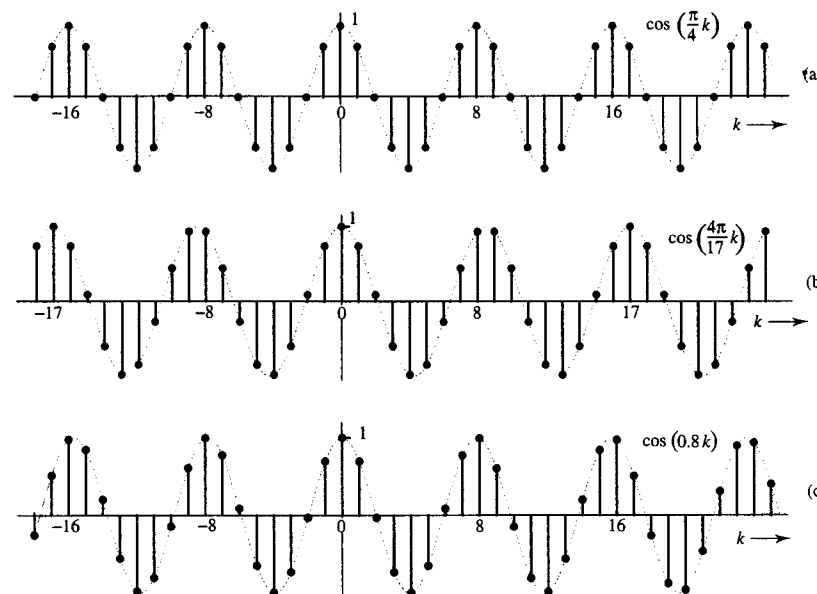 1
cos (π/4 k)
(a
−16 −8 0 8 16
k →
1
cos (4π/17 k)
(b
−17 −8 0 8 17
k →
1
cos (0.8k)
(c
−16 −8 0 8 16
k →